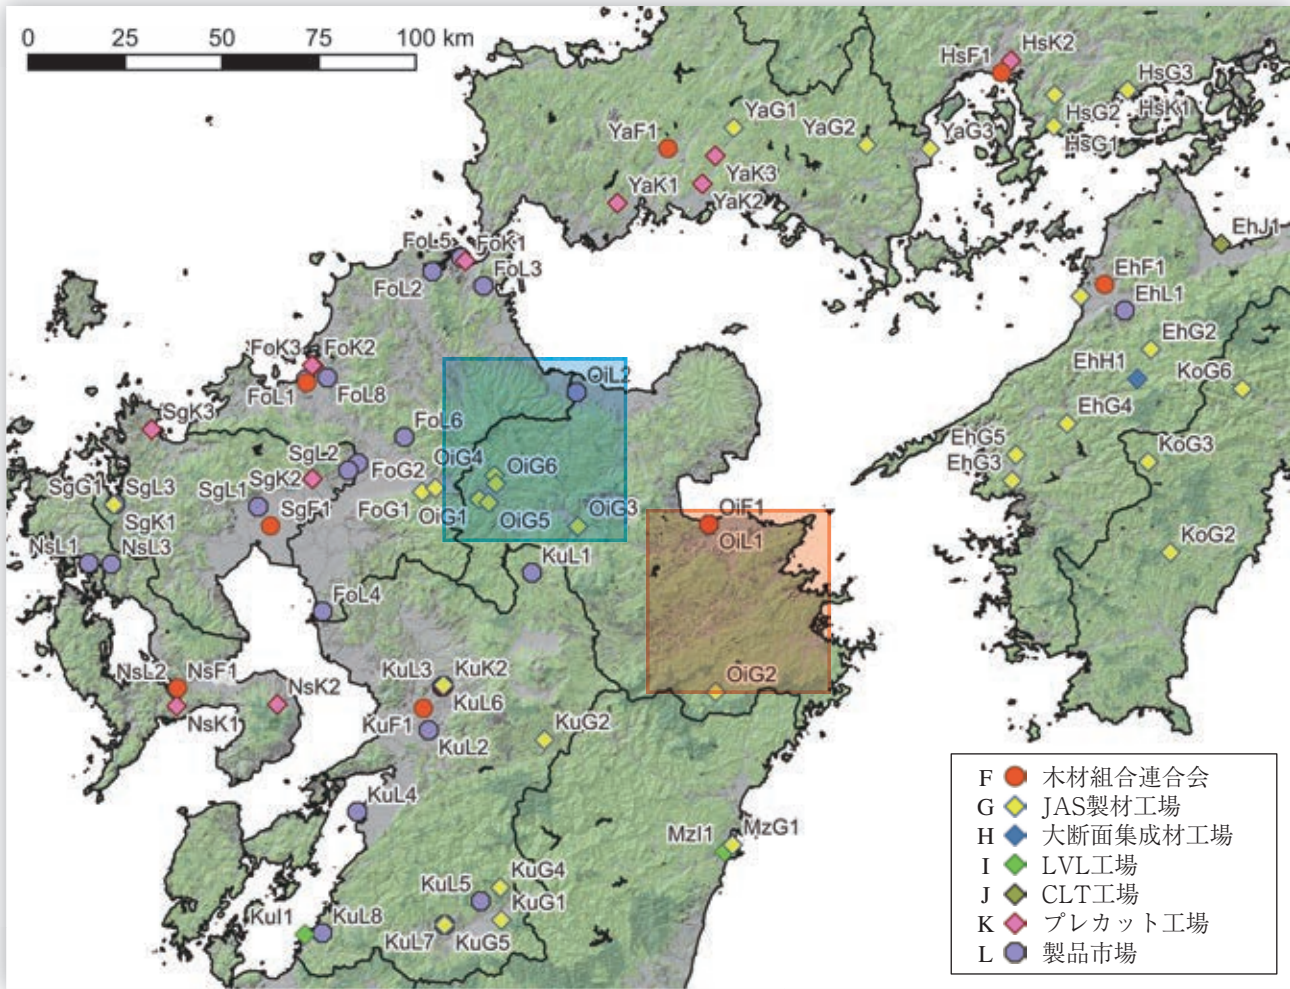 0 25 50 75 100 km
HsK2
HsF1
HsG3
HsK1
HsG2
HsG1
YaG1
YaF1
YaG2
YaG3
YaK3
YaK1
YaK2
FoL5
FoK1
FoL2
FoL3
EhJ1
EhF1
EhL1
EhG2
EhH1
KoG6
FoK3
FoK2
FoL1
FoL8
OiL2
SgK3
FoL6
EhG4
EhG5
EhG3
KoG3
SgL2
FoG2
OiG4
OiG6
SgG1
SgL3
SgL1
SgK2
SgK1
SgF1
FoG1
OiG1
OiG5
OiG3
OiF1
OiL1
KoG2
NsL1
NsL3
KuL1
FoL4
NsL2
NsF1
NsK2
NsK1
KuL3
KuK2
KuL6
KuF1
KuL2
KuG2
OiG2
KuL4
MzI1
MzG1
KuL5
KuG4
KuG1
KuI1
KuL8
KuL7
KuG5
F 木材組合連合会
G JAS製材工場
H 大断面集成材工場
I LVL工場
J CLT工場
K プレカット工場
L 製品市場